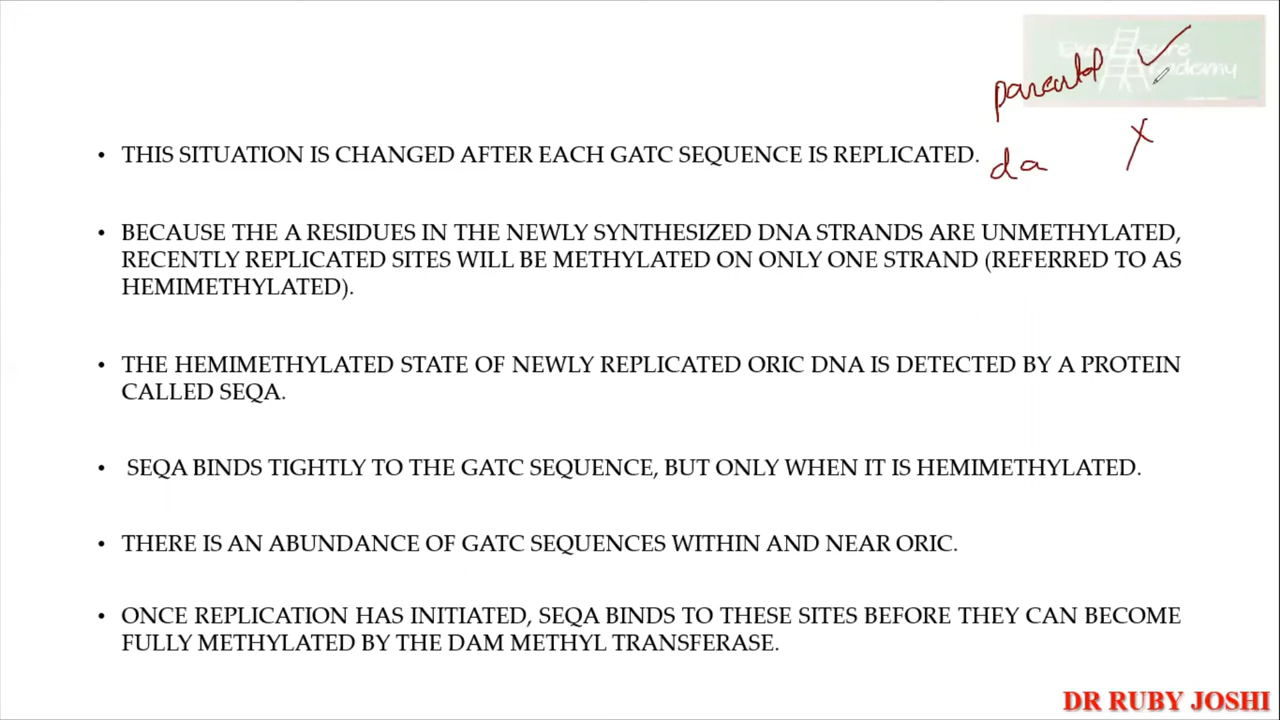 parental ✓
• THIS SITUATION IS CHANGED AFTER EACH GATC SEQUENCE IS REPLICATED.
da X
• BECAUSE THE A RESIDUES IN THE NEWLY SYNTHESIZED DNA STRANDS ARE UNMETHYLATED,
RECENTLY REPLICATED SITES WILL BE METHYLATED ON ONLY ONE STRAND (REFERRED TO AS
HEMIMETHYLATED).
• THE HEMIMETHYLATED STATE OF NEWLY REPLICATED ORIC DNA IS DETECTED BY A PROTEIN
CALLED SEQA.
• SEQA BINDS TIGHTLY TO THE GATC SEQUENCE, BUT ONLY WHEN IT IS HEMIMETHYLATED.
• THERE IS AN ABUNDANCE OF GATC SEQUENCES WITHIN AND NEAR ORIC.
• ONCE REPLICATION HAS INITIATED, SEQA BINDS TO THESE SITES BEFORE THEY CAN BECOME
FULLY METHYLATED BY THE DAM METHYL TRANSFERASE.
DR RUBY JOSHI